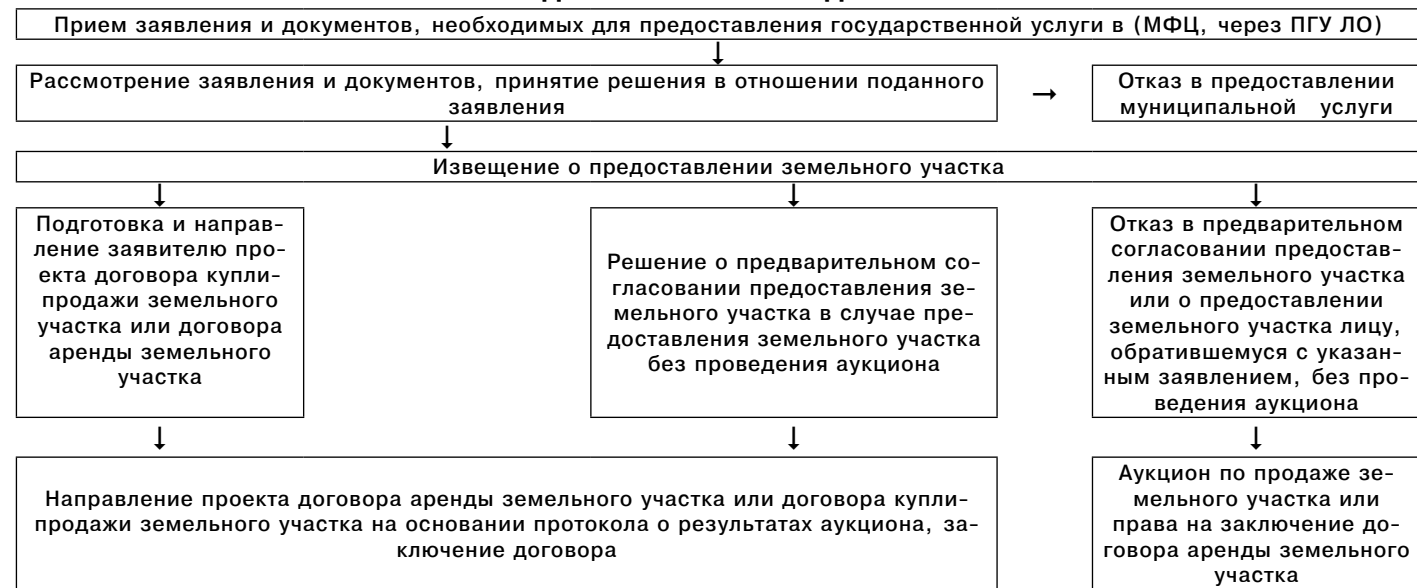 Прием заявления и документов, необходимых для предоставления государственной услуги в (МФЦ, через ПГУ ЛО)
↓
Рассмотрение заявления и документов, принятие решения в отношении поданного
заявления
→
Отказ в предоставлении
муниципальной услуги
↓
Извещение о предоставлении земельного участка
↓ ↓ ↓
Подготовка и направ-
ление заявителю про-
екта договора купли-
продажи земельного
участка или договора
аренды земельного
участка
Решение о предварительном со-
гласовании предоставления зе-
мельного участка в случае пре-
доставления земельного участка
без проведения аукциона
Отказ в предварительном
согласовании предостав-
ления земельного участка
или о предоставлении
земельного участка лицу,
обратившемуся с указан-
ным заявлением, без про-
ведения аукциона
↓ ↓ ↓
Направление проекта договора аренды земельного участка или договора купли-
продажи земельного участка на основании протокола о результатах аукциона, за-
ключение договора
Аукцион по продаже зе-
мельного участка или
права на заключение до-
говора аренды земельного
участка